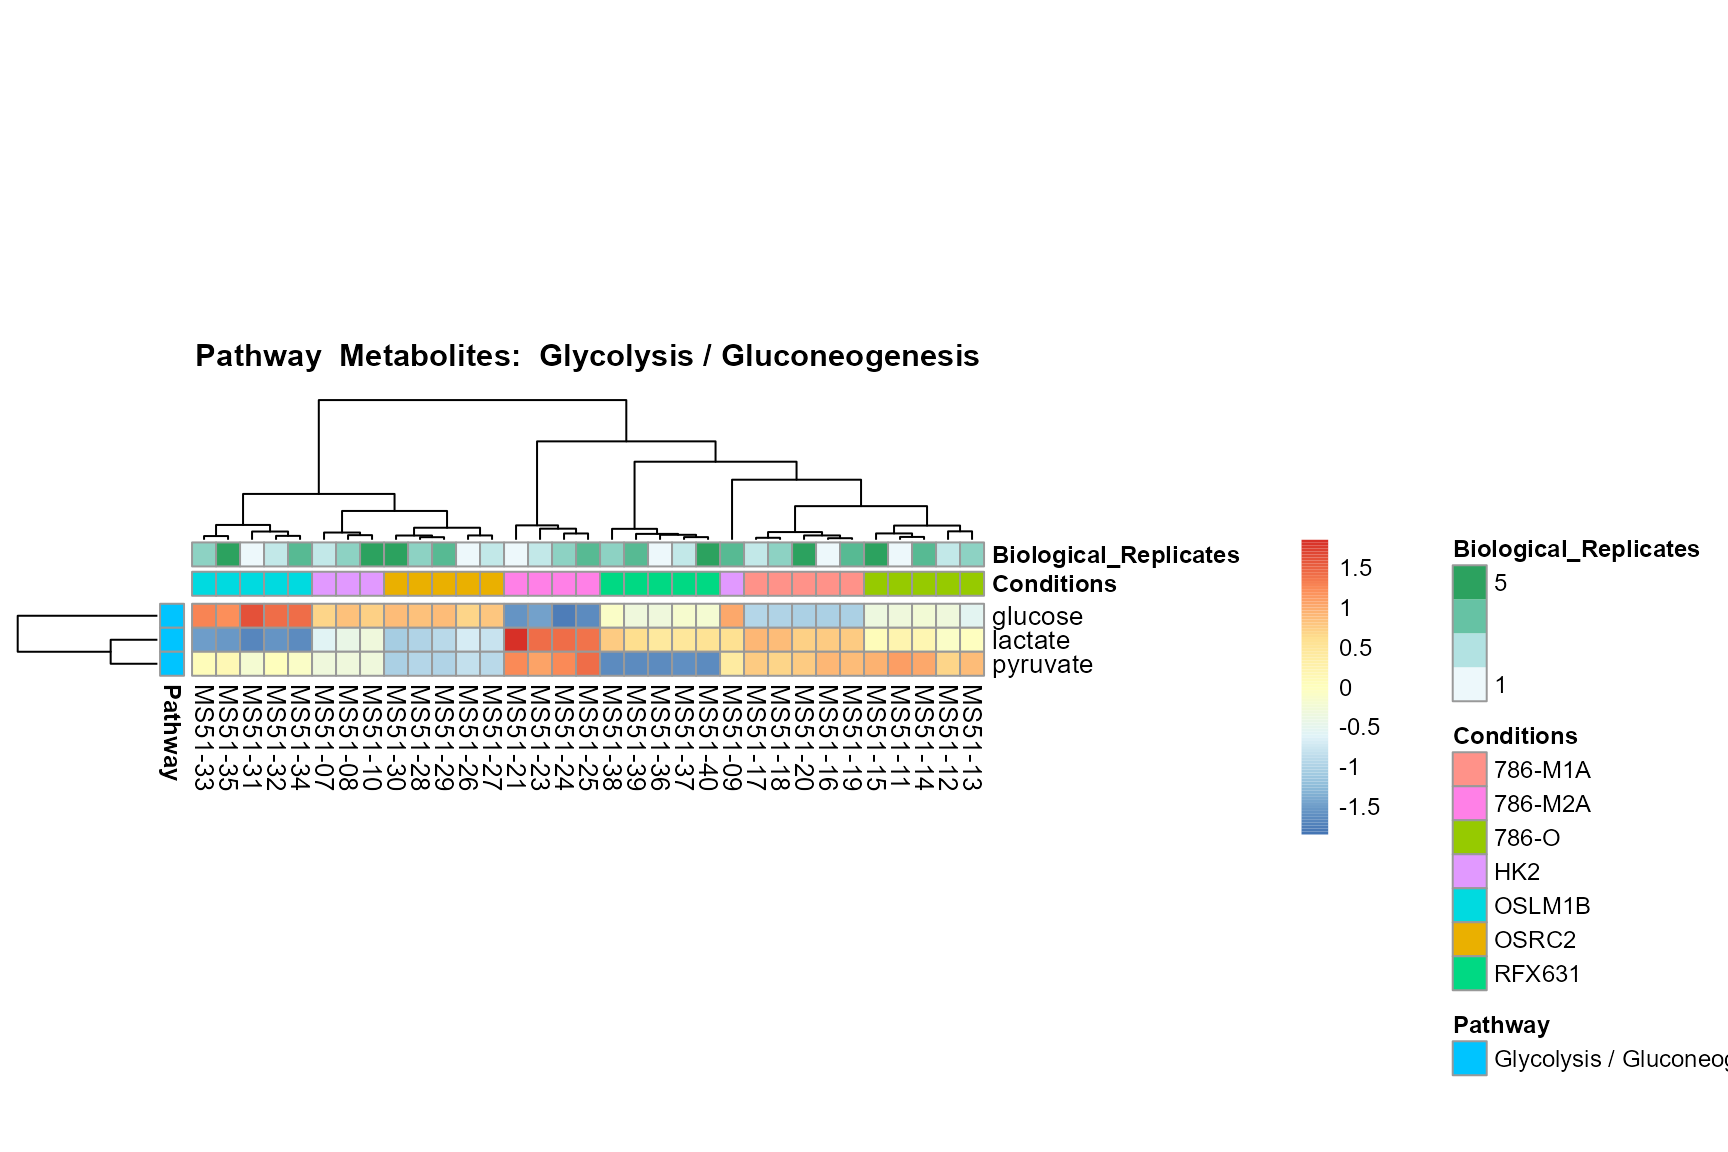 Pathway  Metabolites:  Glycolysis / Gluconeogenesis
Biological_Replicates
Conditions
glucose
lactate
pyruvate
Pathway
MS51-33
MS51-35
MS51-31
MS51-32
MS51-34
MS51-07
MS51-08
MS51-10
MS51-30
MS51-28
MS51-29
MS51-26
MS51-27
MS51-21
MS51-23
MS51-24
MS51-25
MS51-38
MS51-39
MS51-36
MS51-37
MS51-40
MS51-09
MS51-17
MS51-18
MS51-20
MS51-16
MS51-19
MS51-15
MS51-11
MS51-14
MS51-12
MS51-13
1.5
1
0.5
0
-0.5
-1
-1.5
Biological_Replicates
5
1
Conditions
786-M1A
786-M2A
786-O
HK2
OSLM1B
OSRC2
RFX631
Pathway
Glycolysis / Gluconeog